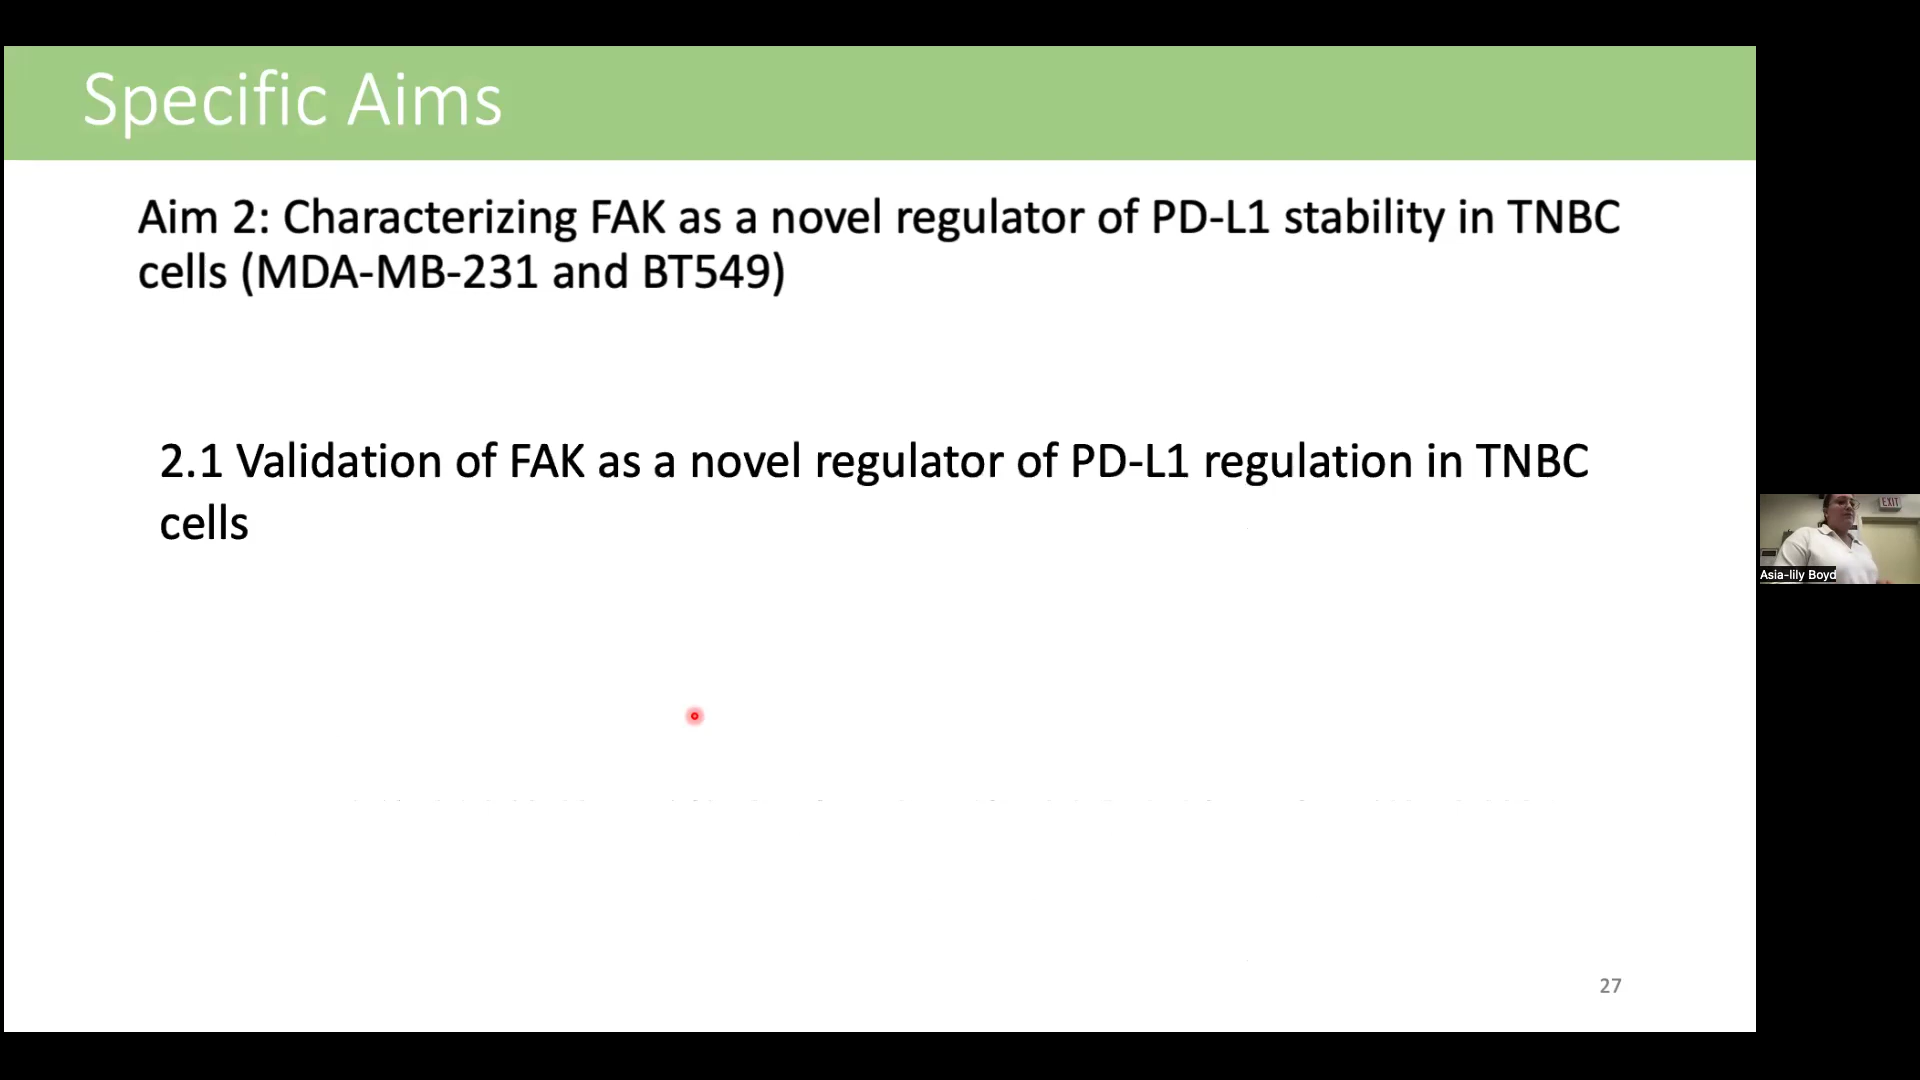 Specific Aims
Aim 2: Characterizing FAK as a novel regulator of PD-L1 stability in TNBC
cells (MDA-MB-231 and BT549)
2.1 Validation of FAK as a novel regulator of PD-L1 regulation in TNBC
cells
EXIT
Asia-lily Boyd
27